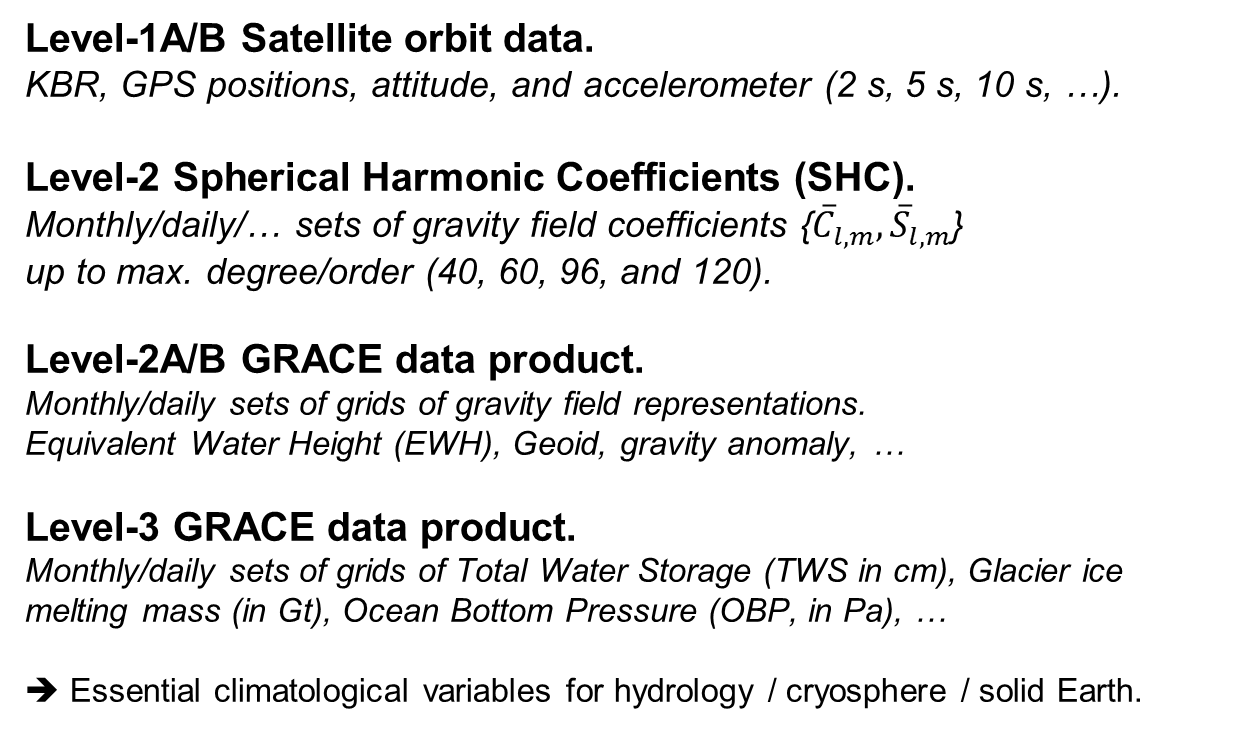 Level-1A/B Satellite orbit data.
KBR, GPS positions, attitude, and accelerometer (2 s, 5 s, 10 s, …).
Level-2 Spherical Harmonic Coefficients (SHC).
Monthly/daily/… sets of gravity field coefficients {C̄l,m, S̄l,m}
up to max. degree/order (40, 60, 96, and 120).
Level-2A/B GRACE data product.
Monthly/daily sets of grids of gravity field representations.
Equivalent Water Height (EWH), Geoid, gravity anomaly, …
Level-3 GRACE data product.
Monthly/daily sets of grids of Total Water Storage (TWS in cm), Glacier ice
melting mass (in Gt), Ocean Bottom Pressure (OBP, in Pa), …
➔ Essential climatological variables for hydrology / cryosphere / solid Earth.